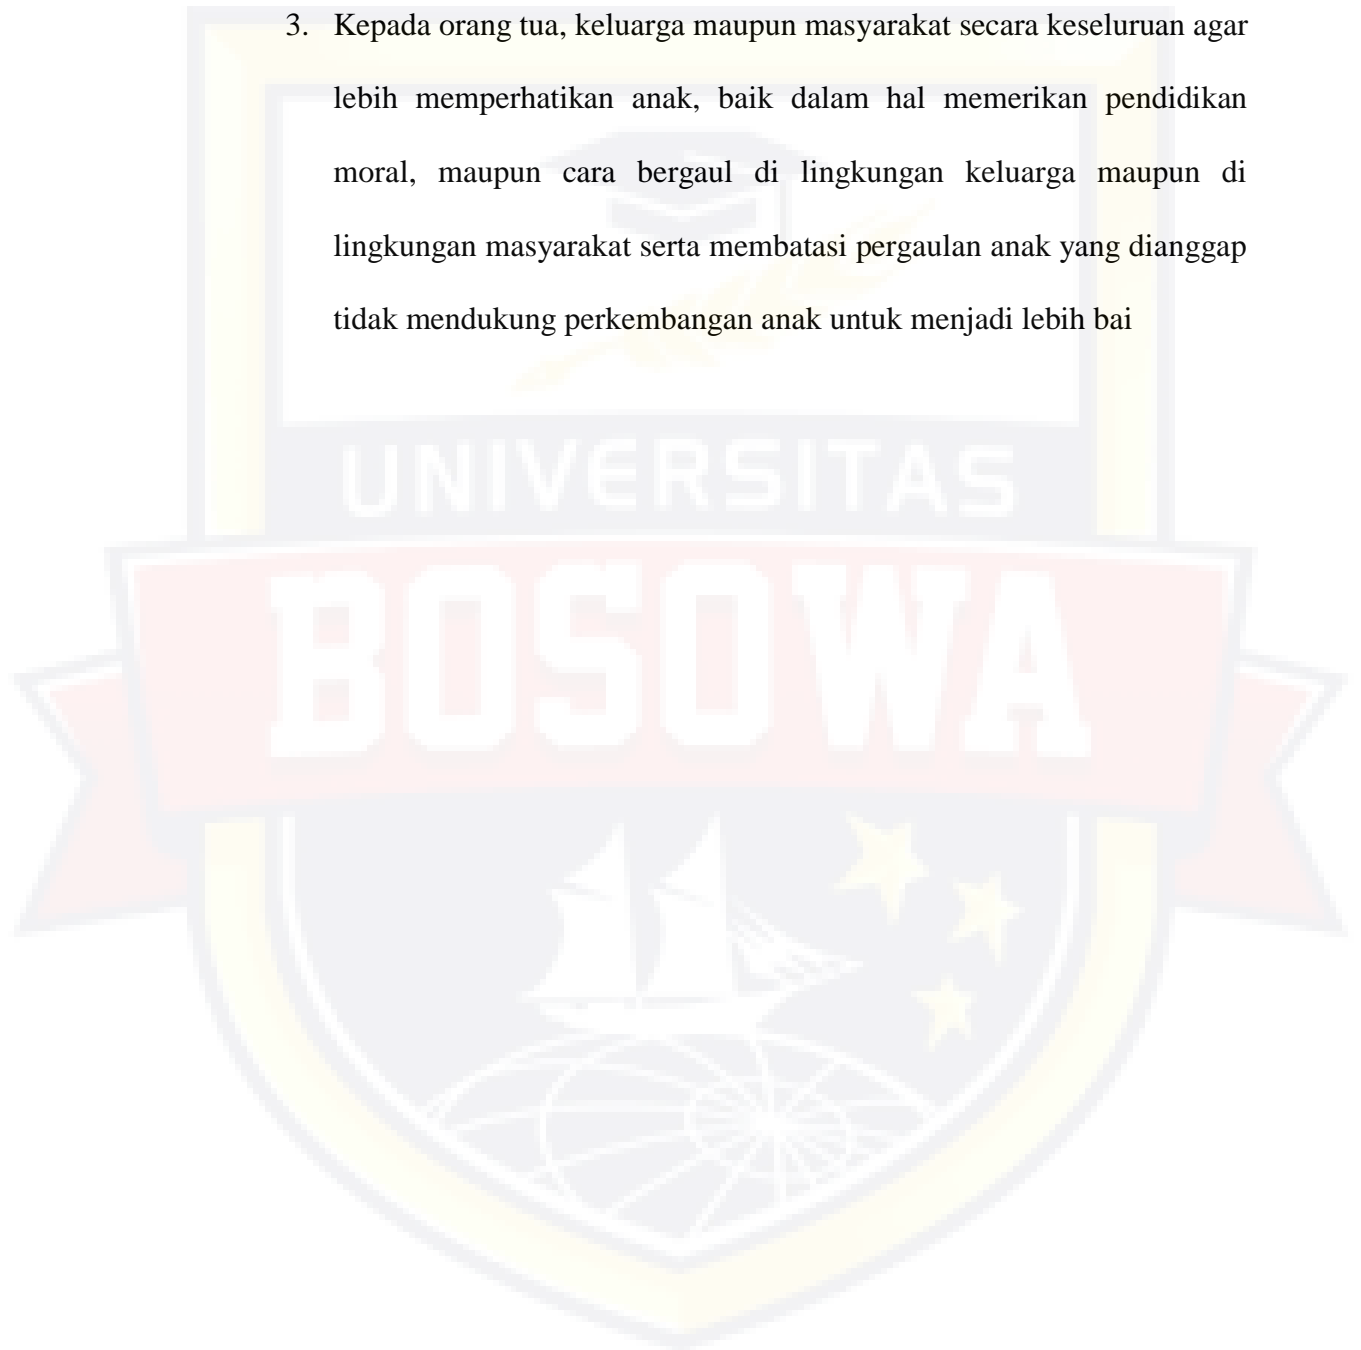 3. Kepada orang tua, keluarga maupun masyarakat secara keseluruan agar
lebih memperhatikan anak, baik dalam hal memerikan pendidikan
moral, maupun cara bergaul di lingkungan keluarga maupun di
lingkungan masyarakat serta membatasi pergaulan anak yang dianggap
tidak mendukung perkembangan anak untuk menjadi lebih bai
UNIVERSITAS
BOSOWA